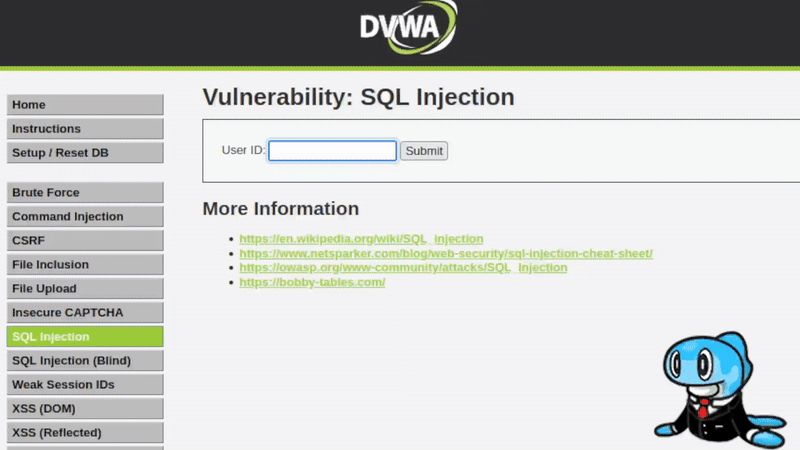 DVWA
Home
Instructions
Setup / Reset DB
Brute Force
Command Injection
CSRF
File Inclusion
File Upload
Insecure CAPTCHA
SQL Injection
SQL Injection (Blind)
Weak Session IDs
XSS (DOM)
XSS (Reflected)
Vulnerability: SQL Injection
User ID:
Submit
More Information
https://en.wikipedia.org/wiki/SQL_injection
https://www.netsparker.com/blog/web-security/sql-injection-cheat-sheet/
https://owasp.org/www-community/attacks/SQL_Injection
https://bobby-tables.com/